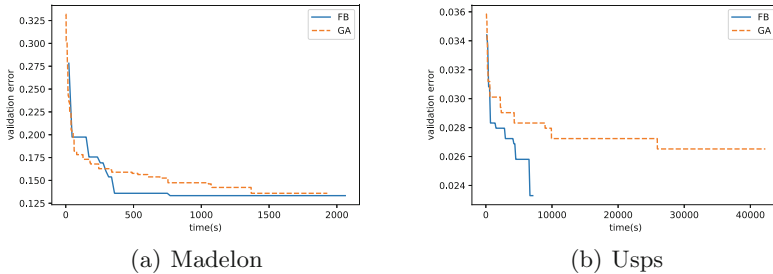 0.325
0.300
0.275
0.250
0.225
0.200
0.175
0.150
0.125
validation error
0
500
1000
1500
2000
time(s)
FB
GA
(a) Madelon
0.036
0.034
0.032
0.030
0.028
0.026
0.024
validation error
0
10000
20000
30000
40000
time(s)
FB
GA
(b) Usps